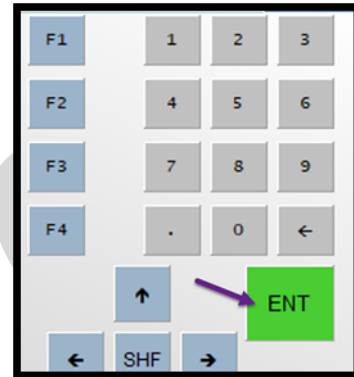 F1 1 2 3
F2 4 5 6
F3 7 8 9
F4 . 0 ←
↑ ENT
← SHF →